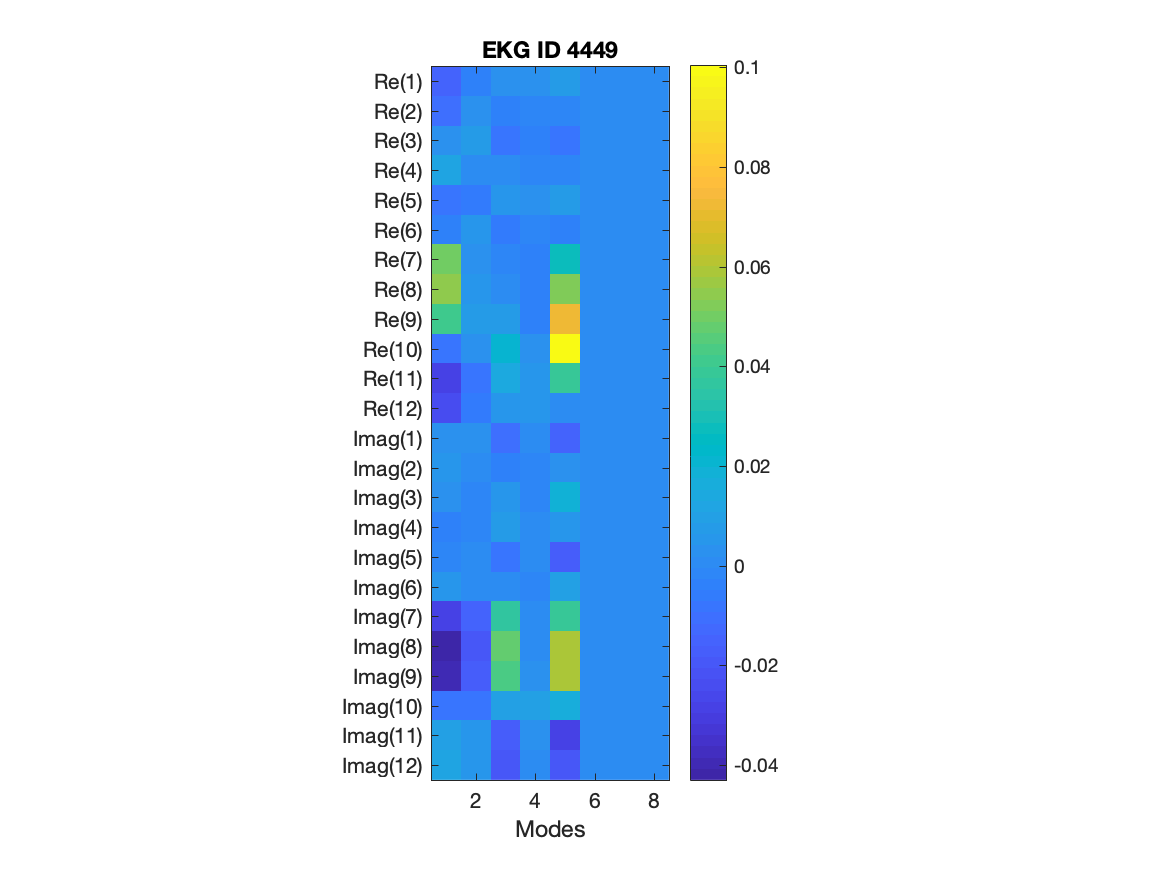 EKG ID 4449
Re(1)
Re(2)
Re(3)
Re(4)
Re(5)
Re(6)
Re(7)
Re(8)
Re(9)
Re(10)
Re(11)
Re(12)
Imag(1)
Imag(2)
Imag(3)
Imag(4)
Imag(5)
Imag(6)
Imag(7)
Imag(8)
Imag(9)
Imag(10)
Imag(11)
Imag(12)
2 4 6 8
Modes
0.1
0.08
0.06
0.04
0.02
0
-0.02
-0.04